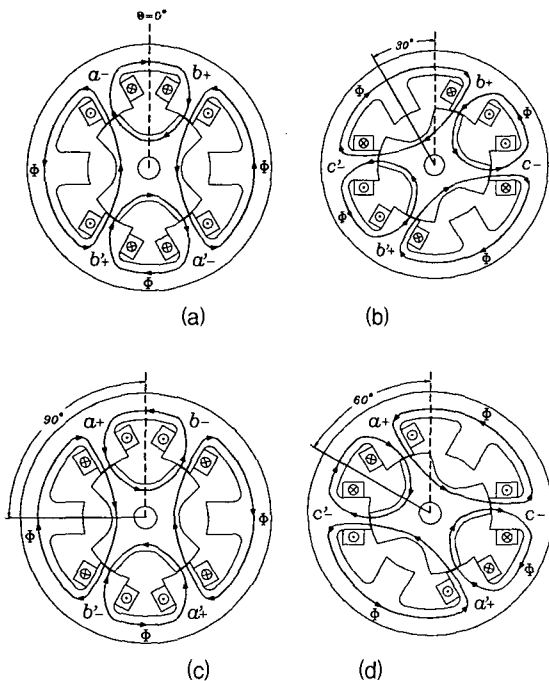 θ=0°
a- b+
Φ Φ
b'+ a'-
Φ
(a)
30°
Φ b+ Φ
c'- c-
Φ b'+ Φ
(b)
90°
a+ b-
Φ Φ
b'- a'+
Φ
(c)
60°
a+ Φ
c'- c-
Φ a'+ Φ
(d)